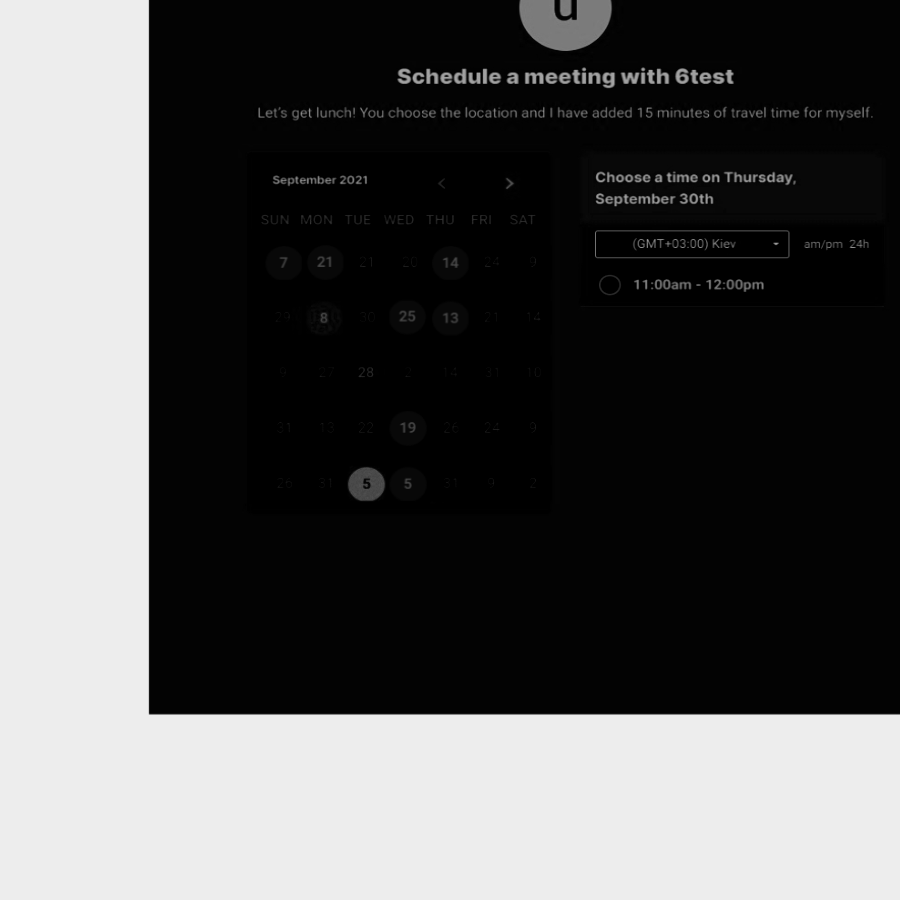 u
Schedule a meeting with 6test
Let's get lunch! You choose the location and I have added 15 minutes of travel time for myself.
September 2021 < >
SUN MON TUE WED THU FRI SAT
7 21 21 20 14 24 9
29 8 30 25 13 21 14
27 28 2 14 31 10
31 13 22 19 26 24 9
26 31 5 5 31 9 2
Choose a time on Thursday,
September 30th
(GMT+03:00) Kiev am/pm 24h
11:00am - 12:00pm